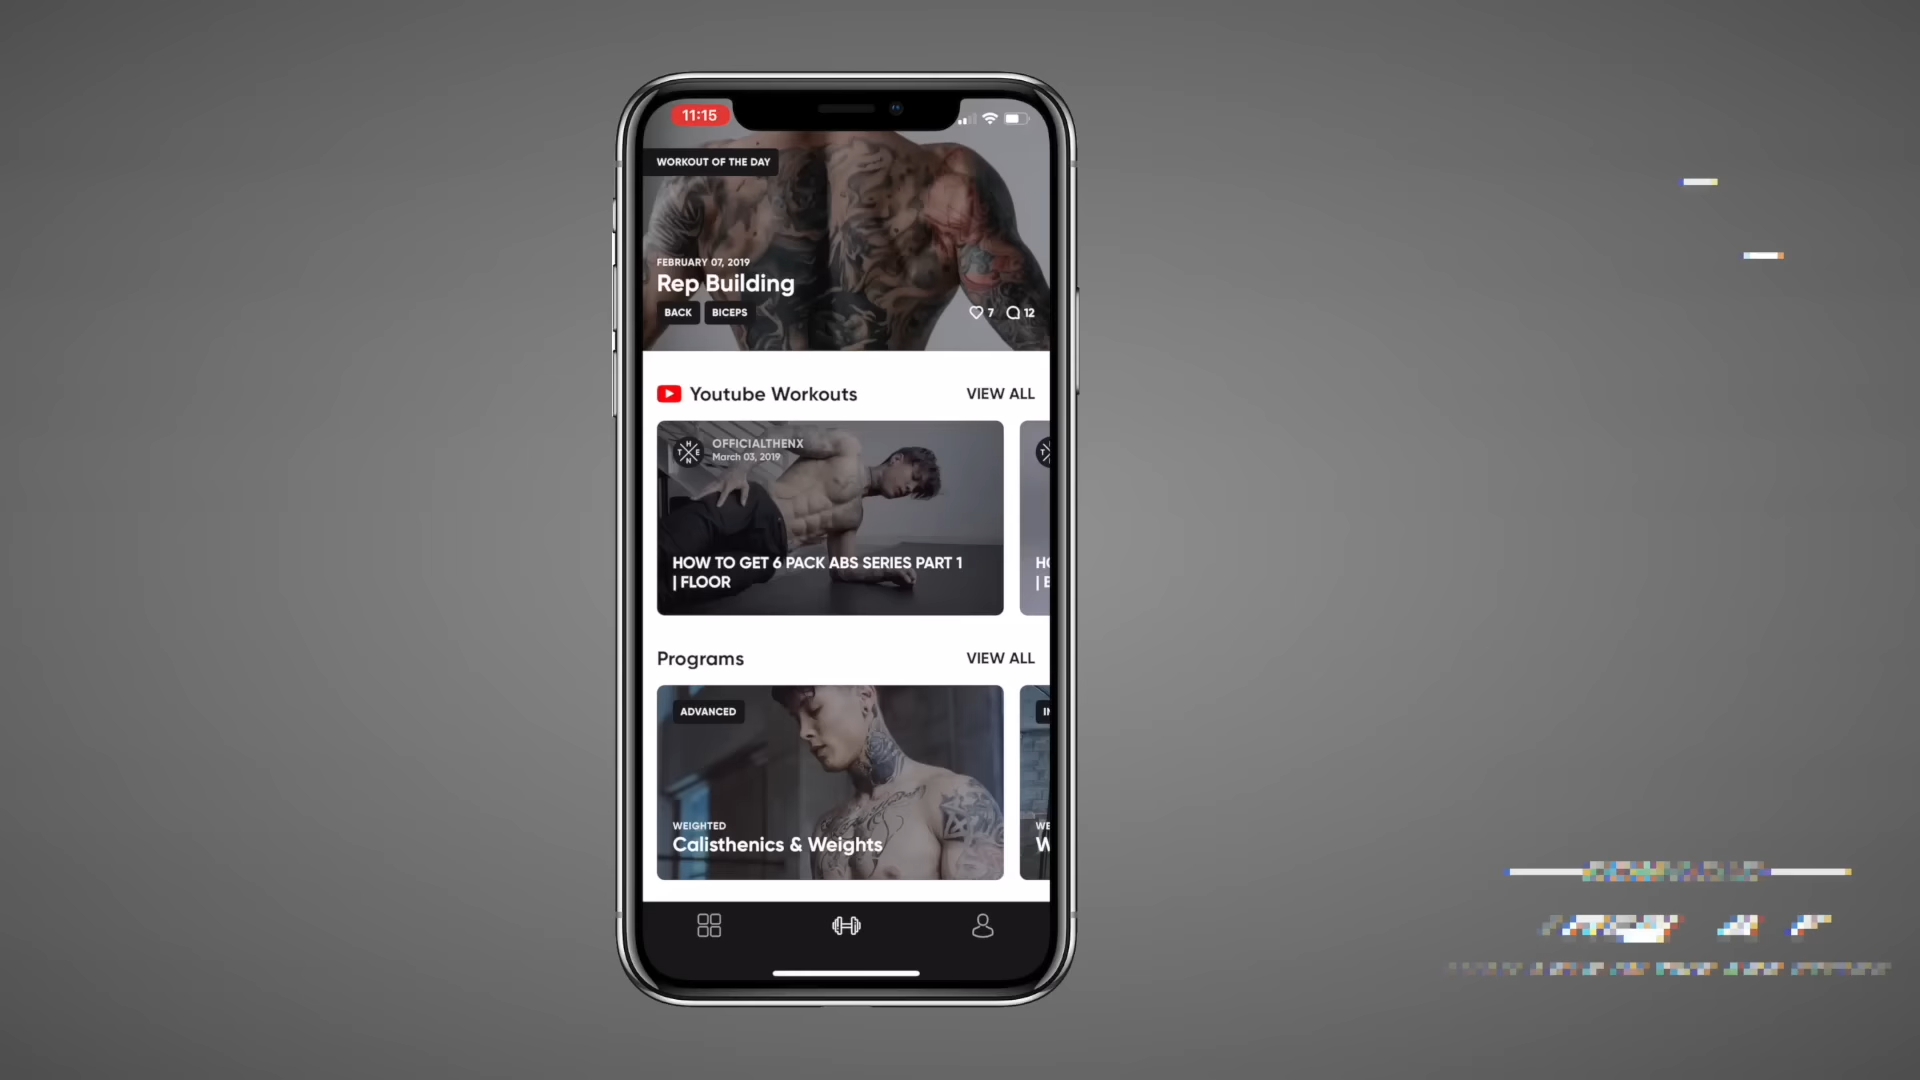 11:15
WORKOUT OF THE DAY
FEBRUARY 07, 2019
Rep Building
BACK BICEPS 7 12
Youtube Workouts VIEW ALL
OFFICIALTHENX
March 03, 2019
HOW TO GET 6 PACK ABS SERIES PART 1
| FLOOR
Programs VIEW ALL
ADVANCED
WEIGHTED
Calisthenics & Weights